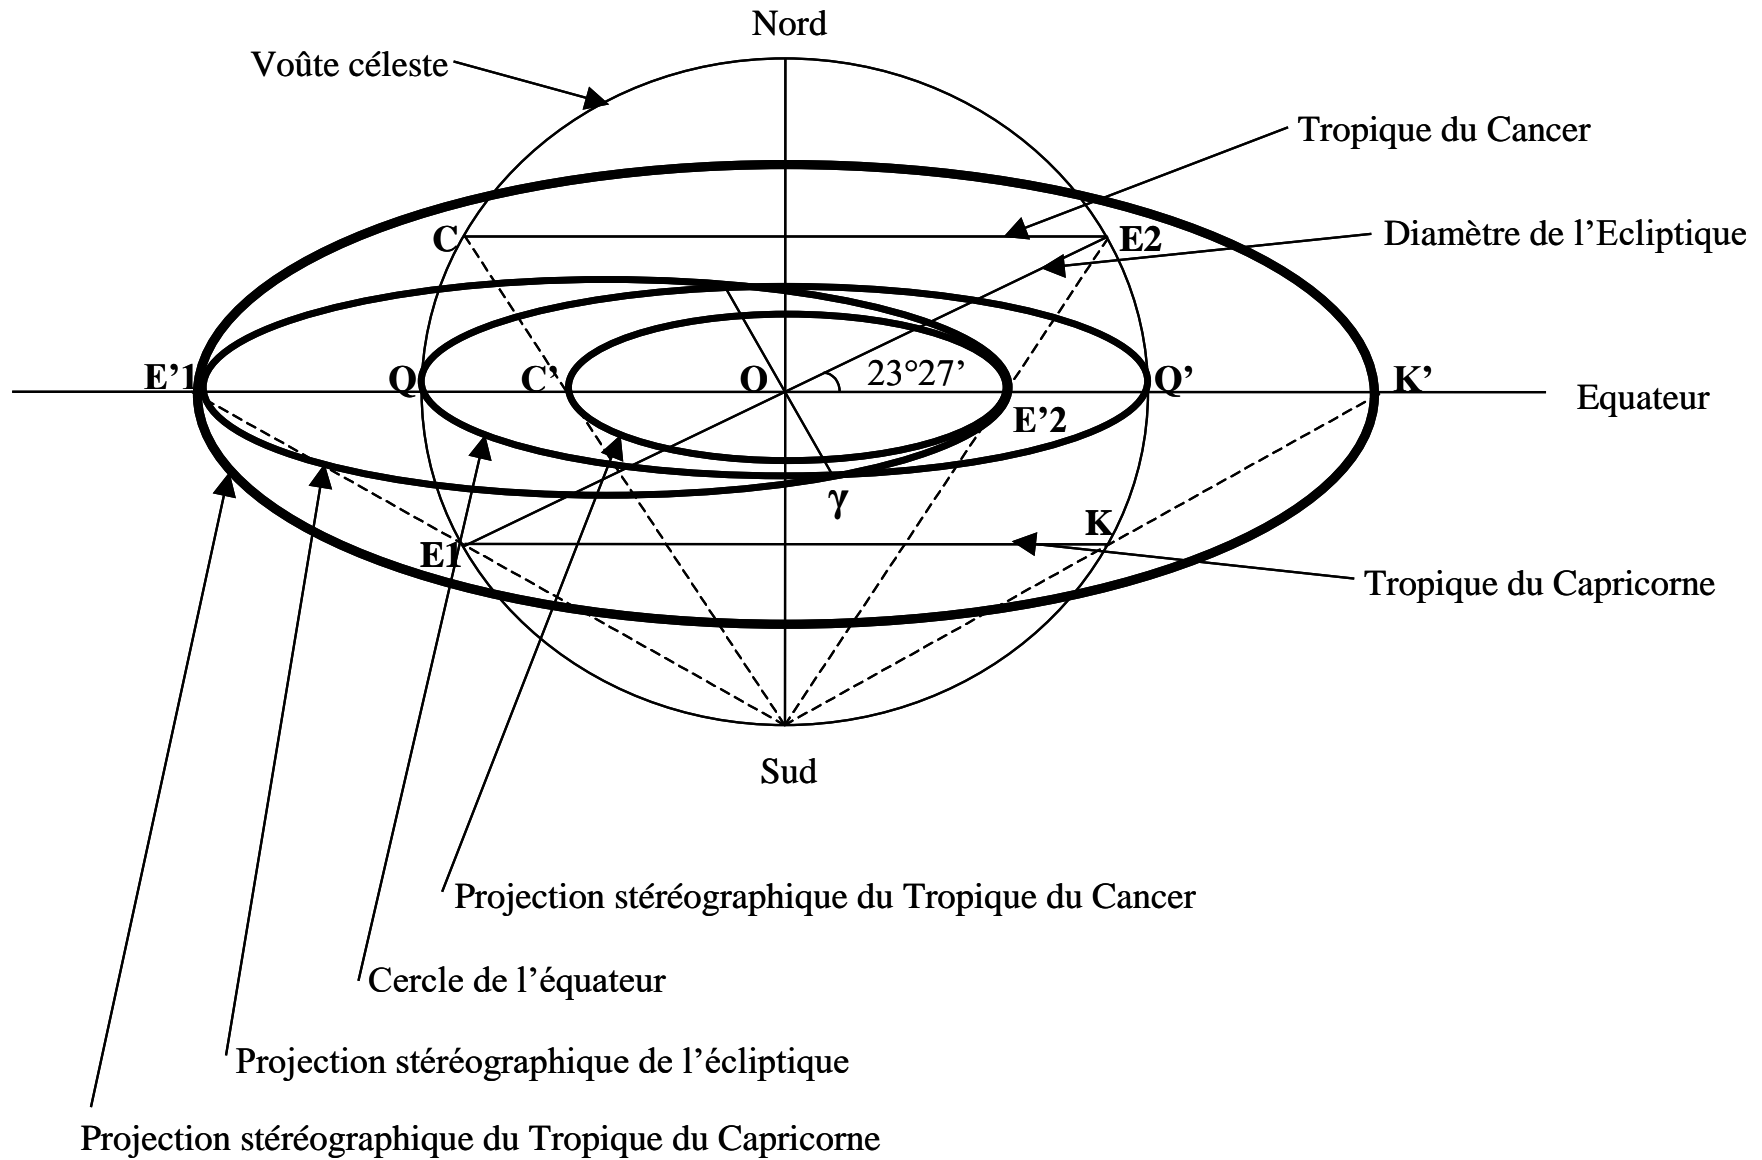 Nord
Voûte céleste
Tropique du Cancer
C
E2
Diamètre de l’Ecliptique
E’1
Q
C’
O
23°27’
Q’
K’
Equateur
E’2
γ
K
E1
Tropique du Capricorne
Sud
Projection stéréographique du Tropique du Cancer
Cercle de l’équateur
Projection stéréographique de l’écliptique
Projection stéréographique du Tropique du Capricorne